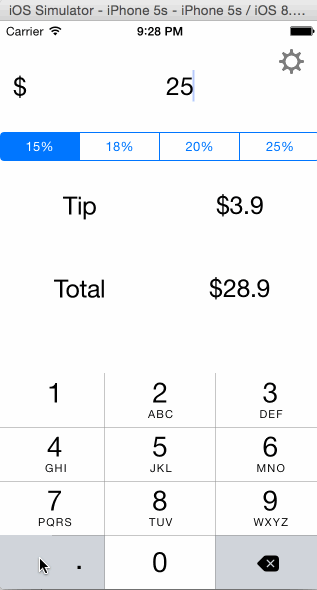 iOS Simulator - iPhone 5s - iPhone 5s / iOS 8....
Carrier 9:28 PM
$ 25
15% 18% 20% 25%
Tip $3.9
Total $28.9
1 2 3
ABC DEF
4 5 6
GHI JKL MNO
7 8 9
PQRS TUV WXYZ
. 0